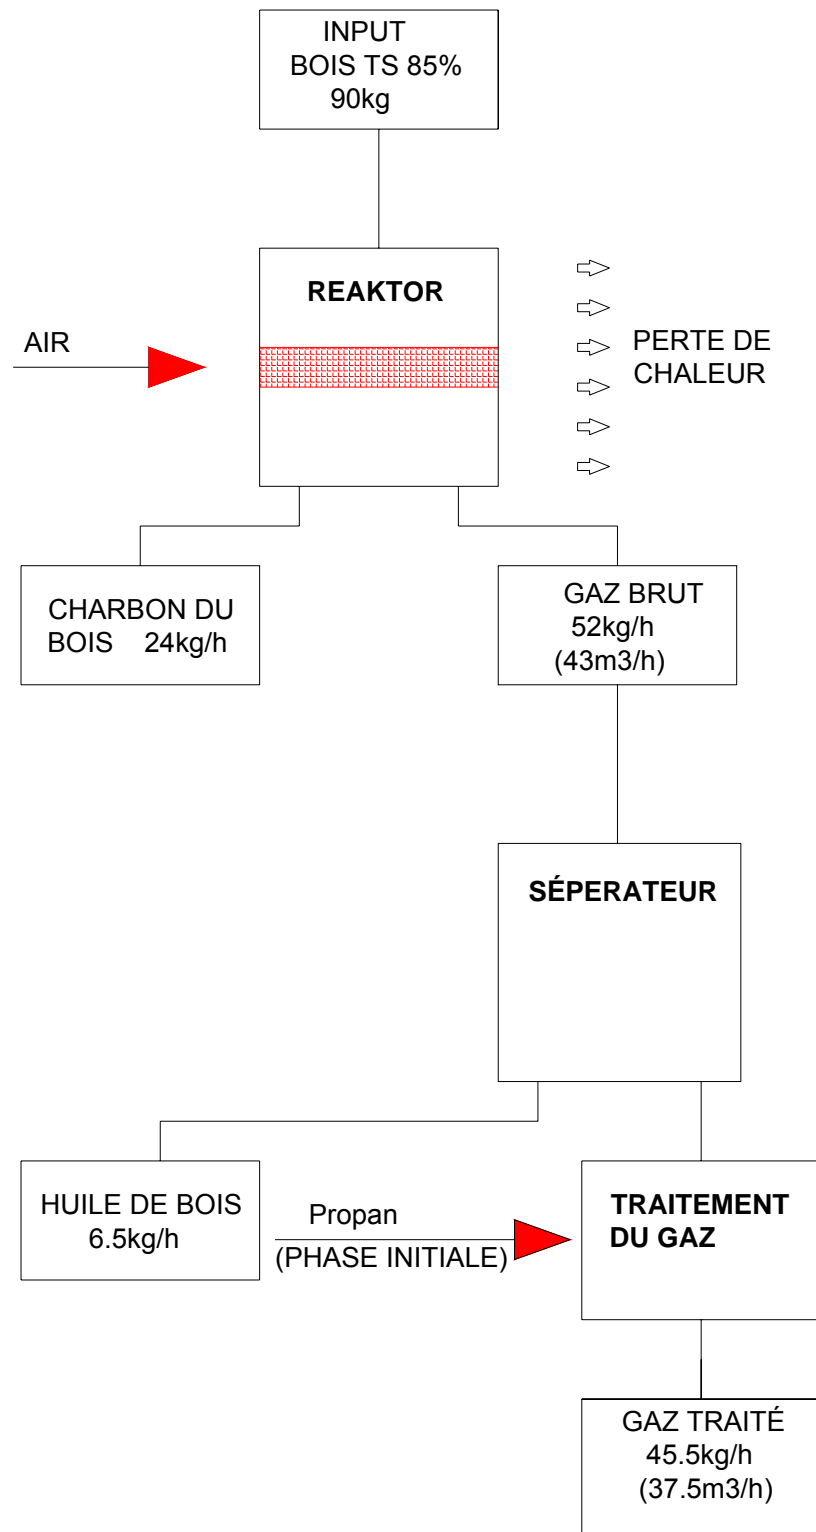 INPUT
BOIS TS 85%
90kg
REAKTOR
AIR
PERTE DE
CHALEUR
CHARBON DU
BOIS 24kg/h
GAZ BRUT
52kg/h
(43m3/h)
SÉPERATEUR
HUILE DE BOIS
6.5kg/h
Propan
(PHASE INITIALE)
TRAITEMENT
DU GAZ
GAZ TRAITÉ
45.5kg/h
(37.5m3/h)